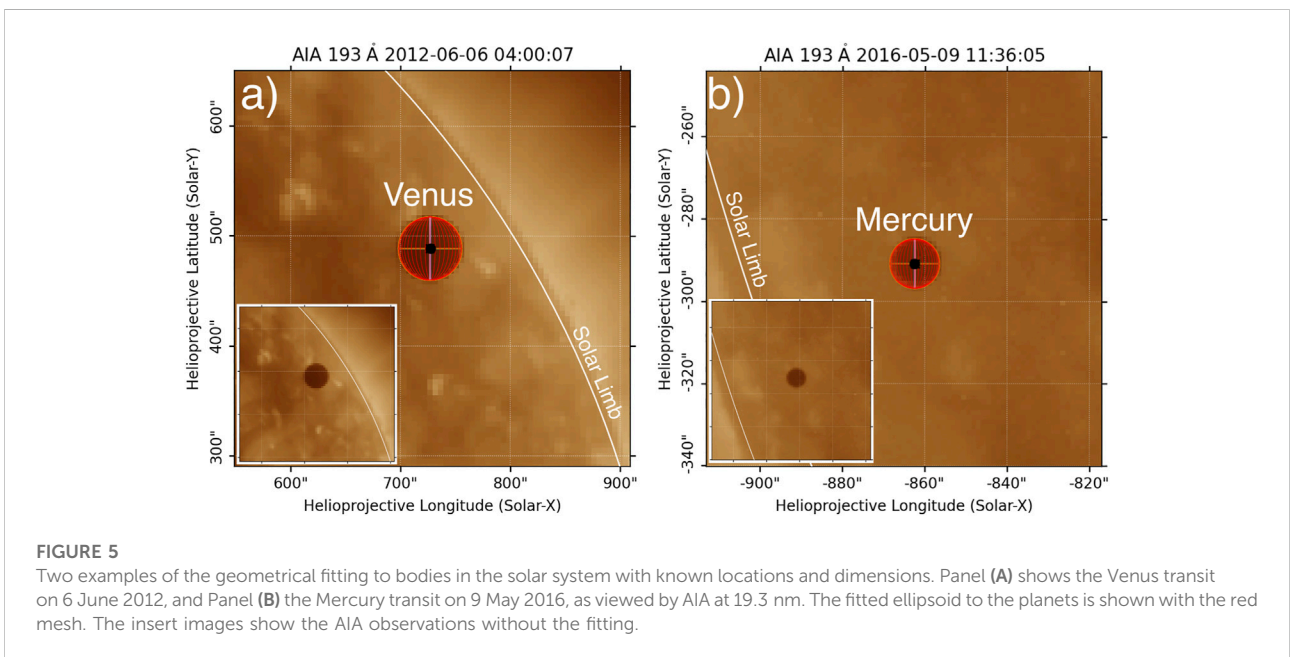 AIA 193 Å 2012-06-06 04:00:07
a)
Venus
Solar Limb
600"
500"
400"
300"
Helioprojective Latitude (Solar-Y)
600"
700"
800"
900"
Helioprojective Longitude (Solar-X)
AIA 193 Å 2016-05-09 11:36:05
b)
Mercury
Solar Limb
-260"
-280"
-300"
-320"
-340"
Helioprojective Latitude (Solar-Y)
-900"
-880"
-860"
-840"
-820"
Helioprojective Longitude (Solar-X)
FIGURE 5
Two examples of the geometrical fitting to bodies in the solar system with known locations and dimensions. Panel (A) shows the Venus transit
on 6 June 2012, and Panel (B) the Mercury transit on 9 May 2016, as viewed by AIA at 19.3 nm. The fitted ellipsoid to the planets is shown with the red
mesh. The insert images show the AIA observations without the fitting.